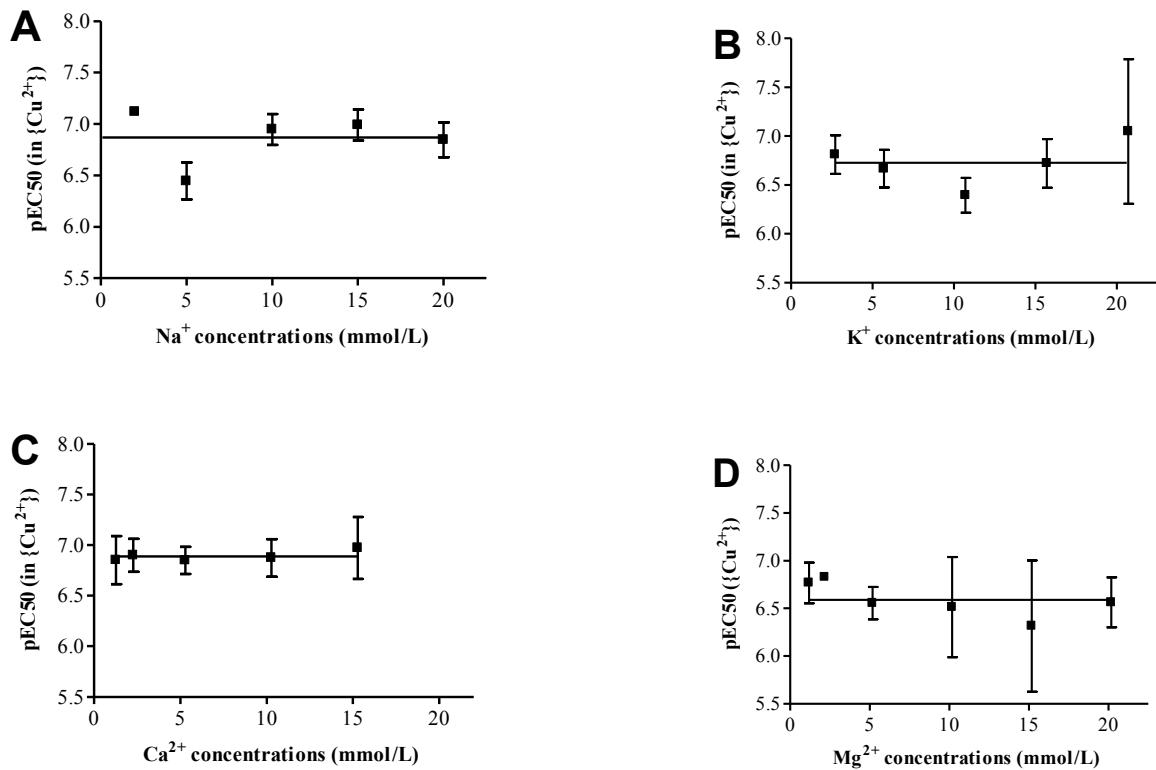 A
pEC50 (in {Cu²⁺})
8.0
7.5
7.0
6.5
6.0
5.5
0 5 10 15 20
Na⁺ concentrations (mmol/L)
B
pEC50 (in {Cu²⁺})
8.0
7.5
7.0
6.5
6.0
5.5
0 5 10 15 20
K⁺ concentrations (mmol/L)
C
pEC50 (in {Cu²⁺})
8.0
7.5
7.0
6.5
6.0
5.5
0 5 10 15 20
Ca²⁺ concentrations (mmol/L)
D
pEC50 ({Cu²⁺})
8.0
7.5
7.0
6.5
6.0
5.5
0 5 10 15 20
Mg²⁺ concentrations (mmol/L)